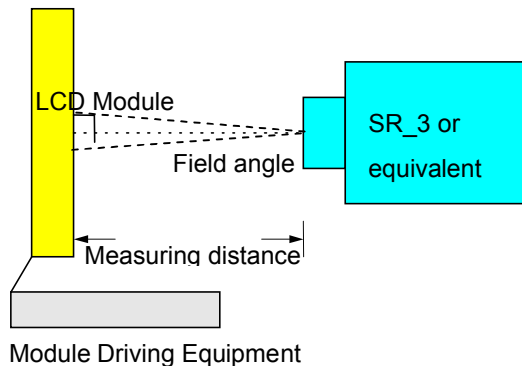 LCD Module
SR_3 or
equivalent
Field angle
Measuring distance
Module Driving Equipment